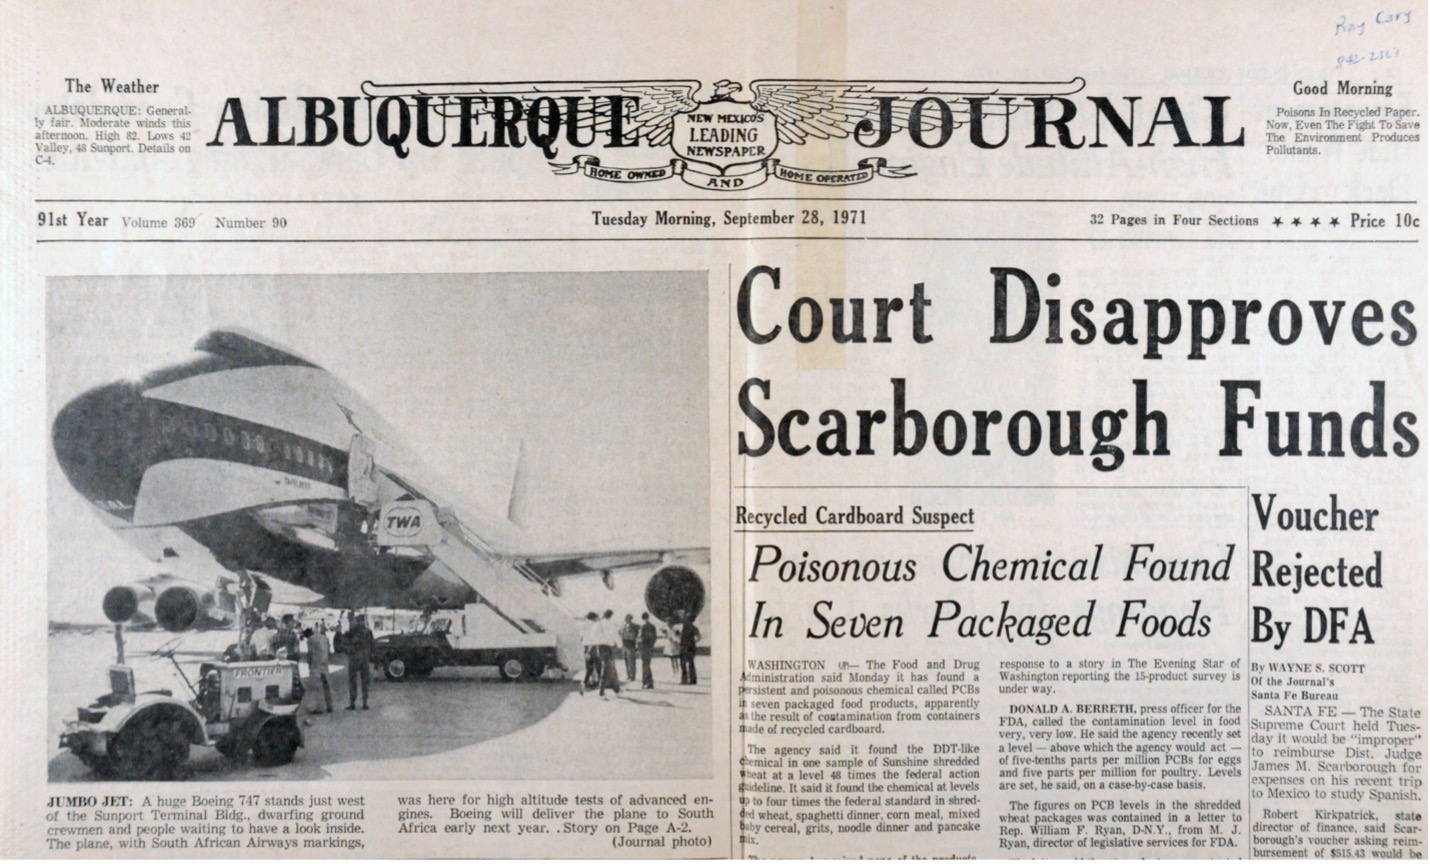 Ray Cary
The Weather
ALBUQUERQUE: General-
ly fair. Moderate winds this
afternoon. High 82. Lows 42
Valley, 48 Sunport. Details on
C-4.
ALBUQUERQUE JOURNAL
NEW MEXICO'S
LEADING
NEWSPAPER
HOME OWNED
AND
HOME OPERATED
Good Morning
Poisons In Recycled Paper.
Now, Even The Fight To Save
The Environment Produces
Pollutants.
91st Year Volume 369 Number 90
Tuesday Morning, September 28, 1971
32 Pages in Four Sections ★ ★ ★ ★ Price 10c
TWA
FRONTIER
JUMBO JET: A huge Boeing 747 stands just west
of the Sunport Terminal Bldg., dwarfing ground
crewmen and people waiting to have a look inside.
The plane, with South African Airways markings,
was here for high altitude tests of advanced en-
gines. Boeing will deliver the plane to South
Africa early next year. . Story on Page A-2.
(Journal photo)
Court Disapproves
Scarborough Funds
Recycled Cardboard Suspect
Poisonous Chemical Found
In Seven Packaged Foods
WASHINGTON (UPI)— The Food and Drug
Administration said Monday it has found a
persistent and poisonous chemical called PCBs
in seven packaged food products, apparently
as the result of contamination from containers
made of recycled cardboard.
The agency said it found the DDT-like
chemical in one sample of Sunshine shredded
wheat at a level 48 times the federal action
guideline. It said it found the chemical at levels
up to four times the federal standard in shred-
ded wheat, spaghetti dinner, corn meal, mixed
baby cereal, grits, noodle dinner and pancake
mix.
response to a story in The Evening Star of
Washington reporting the 15-product survey is
under way.
DONALD A. BERRETH, press officer for the
FDA, called the contamination level in food
very, very low. He said the agency recently set
a level — above which the agency would act —
of five-tenths parts per million PCBs for eggs
and five parts per million for poultry. Levels
are set, he said, on a case-by-case basis.
The figures on PCB levels in the shredded
wheat packages was contained in a letter to
Rep. William F. Ryan, D-N.Y., from M. J.
Ryan, director of legislative services for FDA.
Voucher
Rejected
By DFA
By WAYNE S. SCOTT
Of the Journal's
Santa Fe Bureau
SANTA FE — The State
Supreme Court held Tues-
day it would be "improper"
to reimburse Dist. Judge
James M. Scarborough for
expenses on his recent trip
to Mexico to study Spanish.
Robert Kirkpatrick, state
director of finance, said Scar-
borough's voucher asking reim-
bursement of $515.43 would be